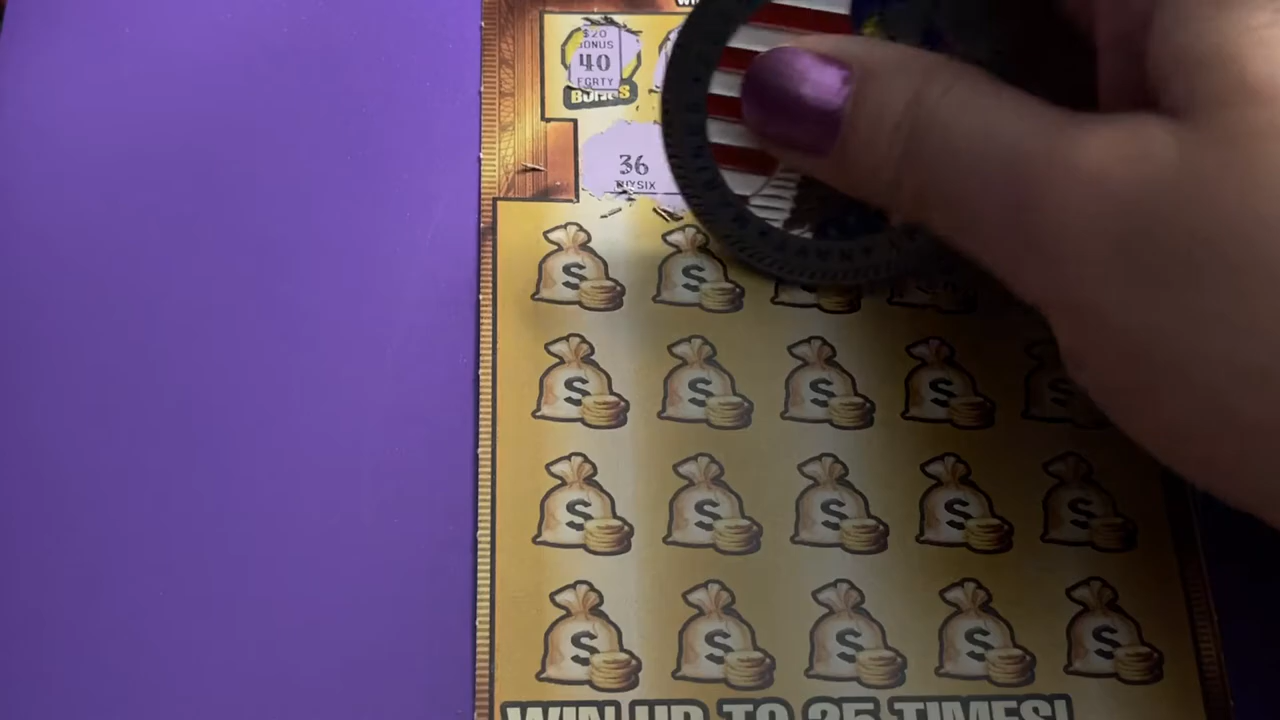 $20
BONUS
40
FORTY
BONUS
36
$ $
$ $ $ $ $
$ $ $ $ $
$ $ $ $ $
WIN UP TO 25 TIMES!